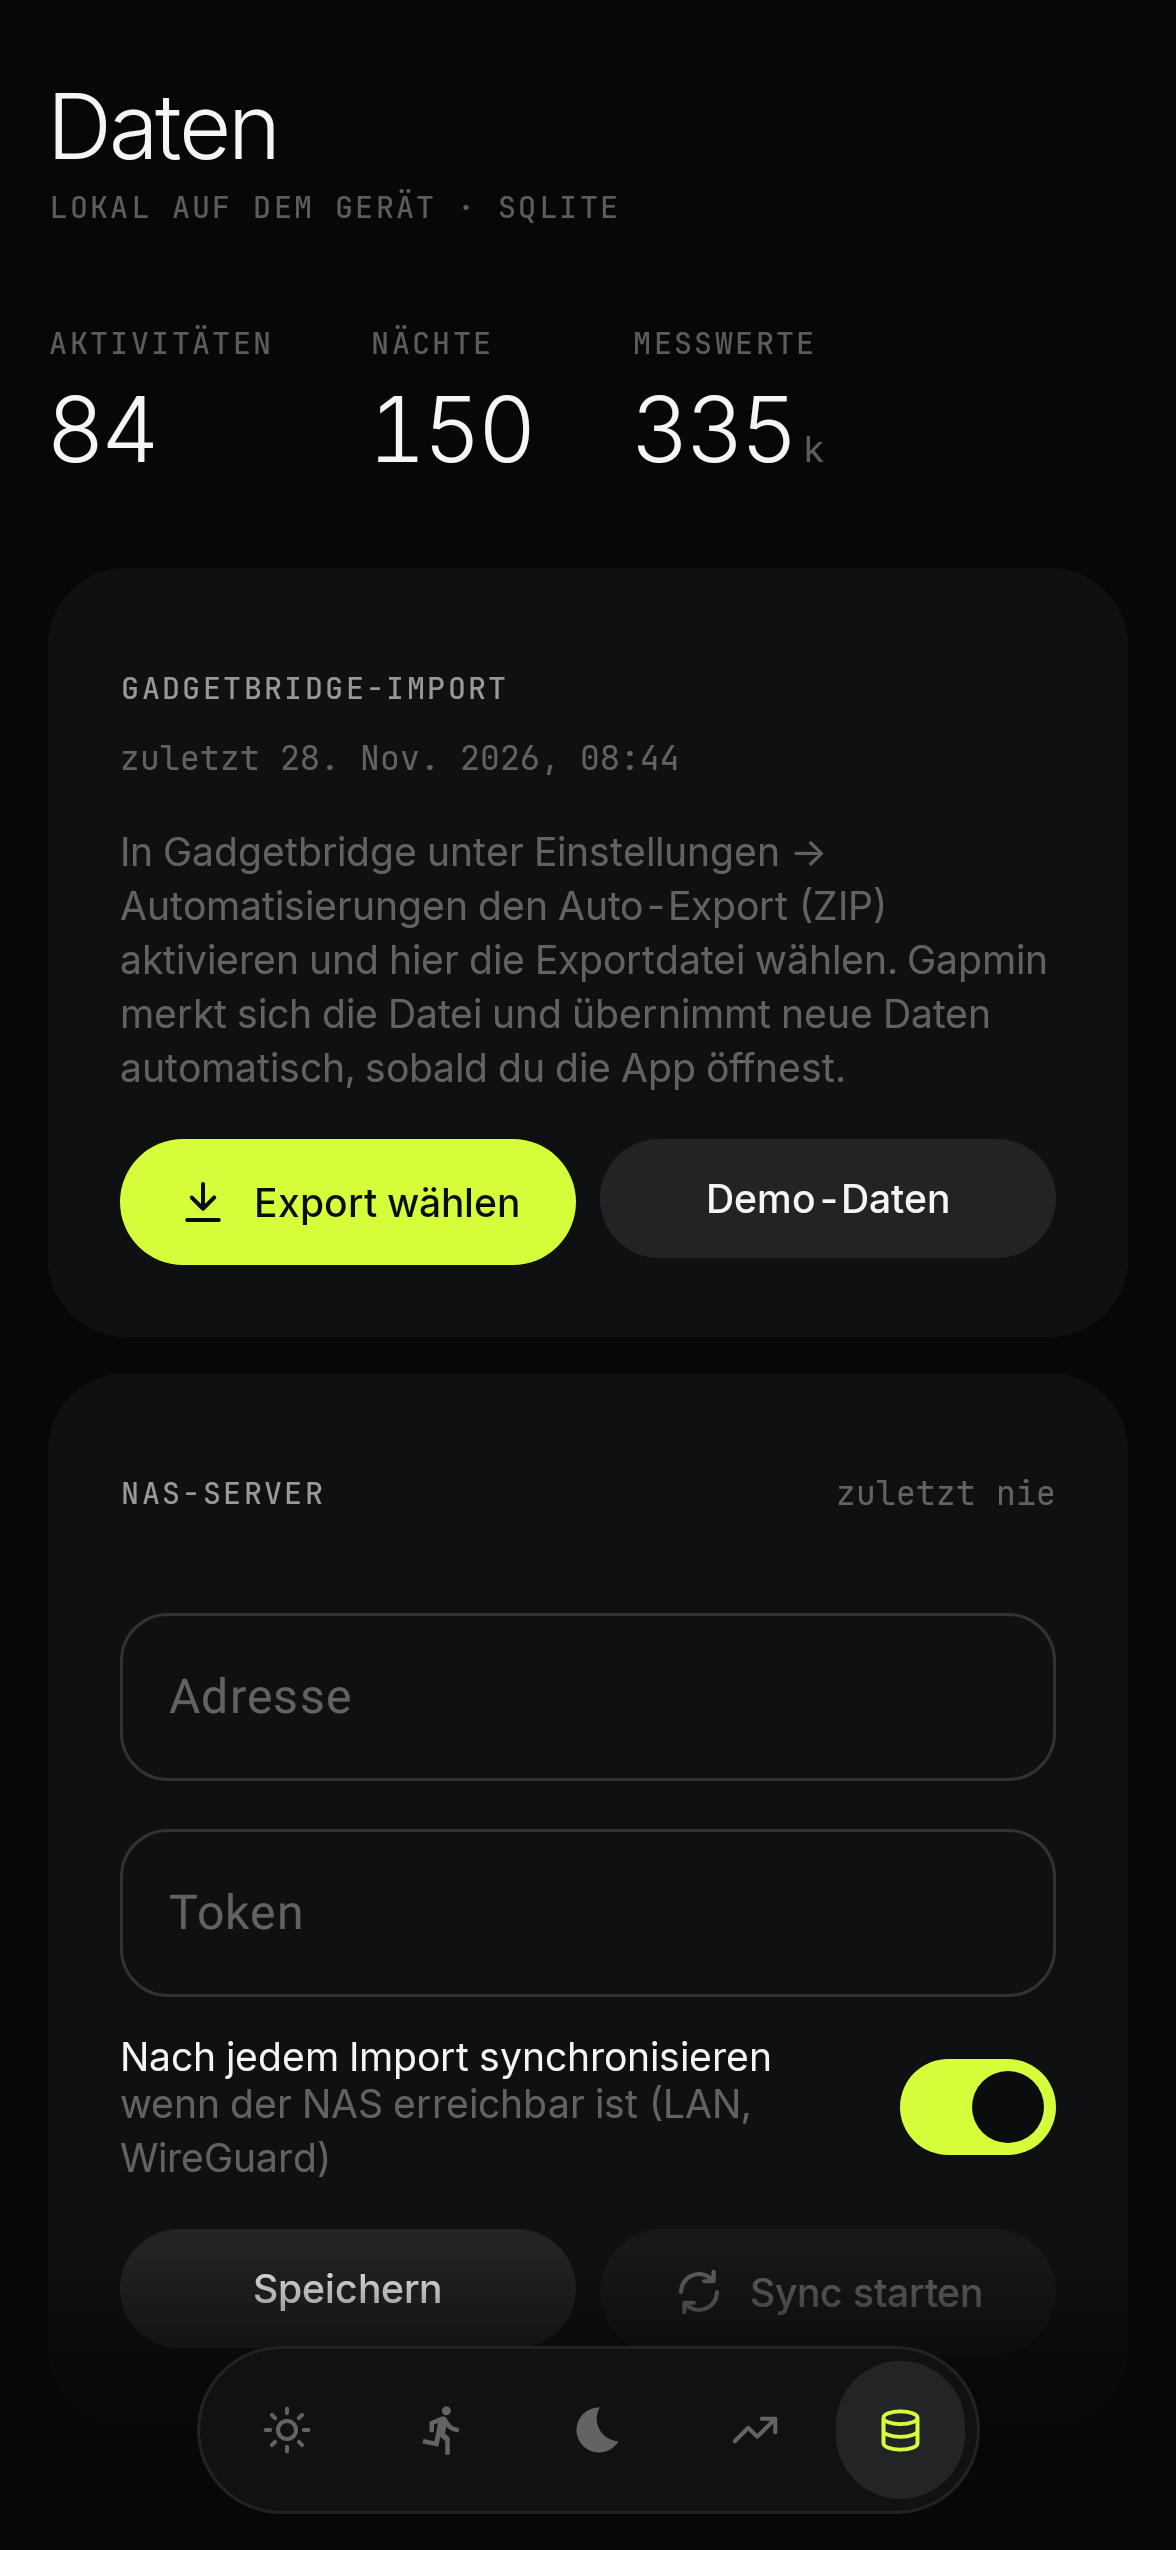 Daten
LOKAL AUF DEM GERÄT · SQLITE
AKTIVITÄTEN NÄCHTE MESSWERTE
84 150 335 k
GADGETBRIDGE-IMPORT
zuletzt 28. Nov. 2026, 08:44
In Gadgetbridge unter Einstellungen →
Automatisierungen den Auto-Export (ZIP)
aktivieren und hier die Exportdatei wählen. Gapmin
merkt sich die Datei und übernimmt neue Daten
automatisch, sobald du die App öffnest.
Export wählen Demo-Daten
NAS-SERVER zuletzt nie
Adresse
Token
Nach jedem Import synchronisieren
wenn der NAS erreichbar ist (LAN,
WireGuard)
Speichern Sync starten